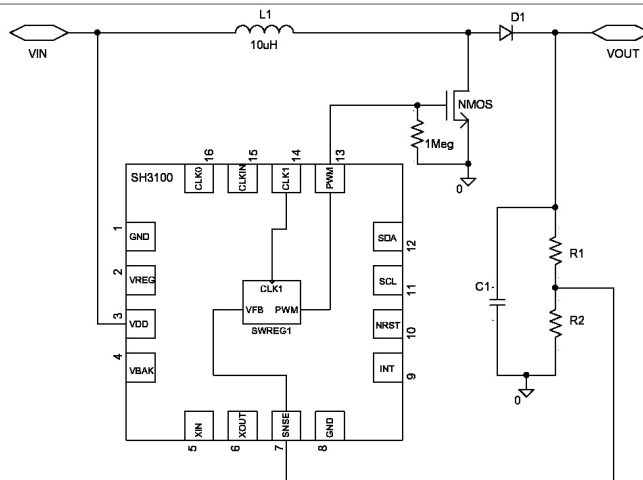 L1
D1
VIN
10uH
VOUT
NMOS
1Meg
16
15
14
13
0
SH3100
CLK0
CLKIN
CLK1
PWM
1
GND
SDA
12
R1
2
VREG
CLK1
SCL
11
C1
VFB
PWM
3
VDD
SWREG1
NRST
10
R2
4
VBAK
INT
9
0
XIN
XOUT
SNSE
GND
5
6
7
8